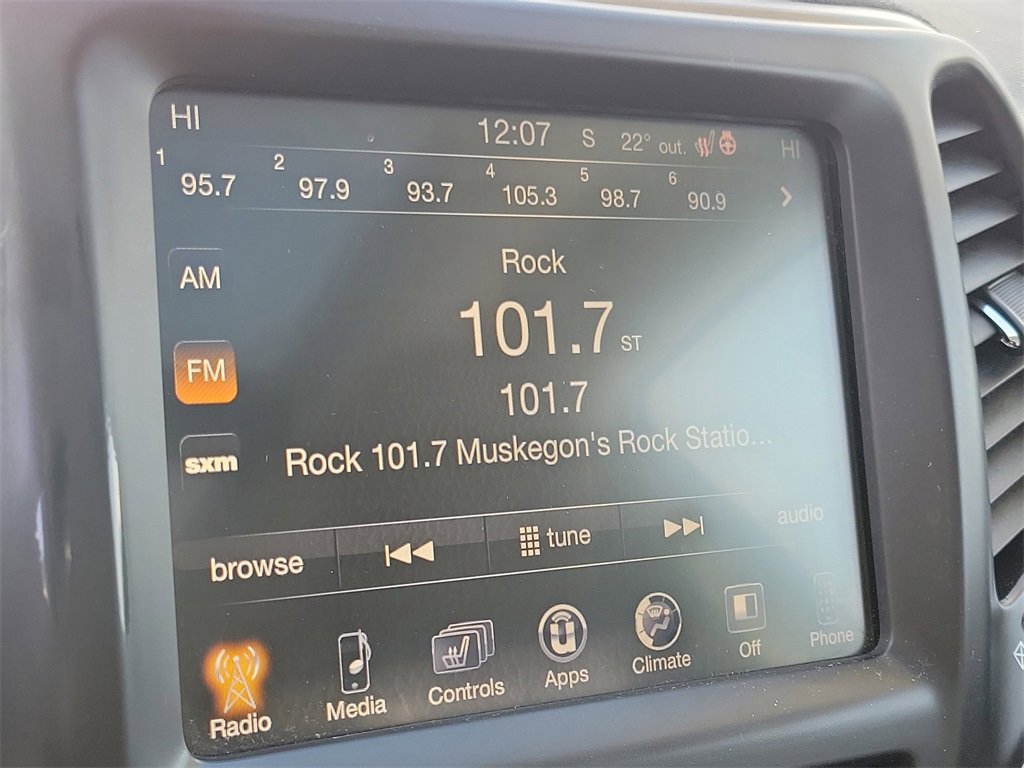 HI 12:07 S 22° out. HI
1 95.7 2 97.9 3 93.7 4 105.3 5 98.7 6 90.9
AM
Rock
101.7 ST
FM
101.7
sxm
Rock 101.7 Muskegon's Rock Statio...
browse tune audio
Radio Media Controls Apps Climate Off Phone